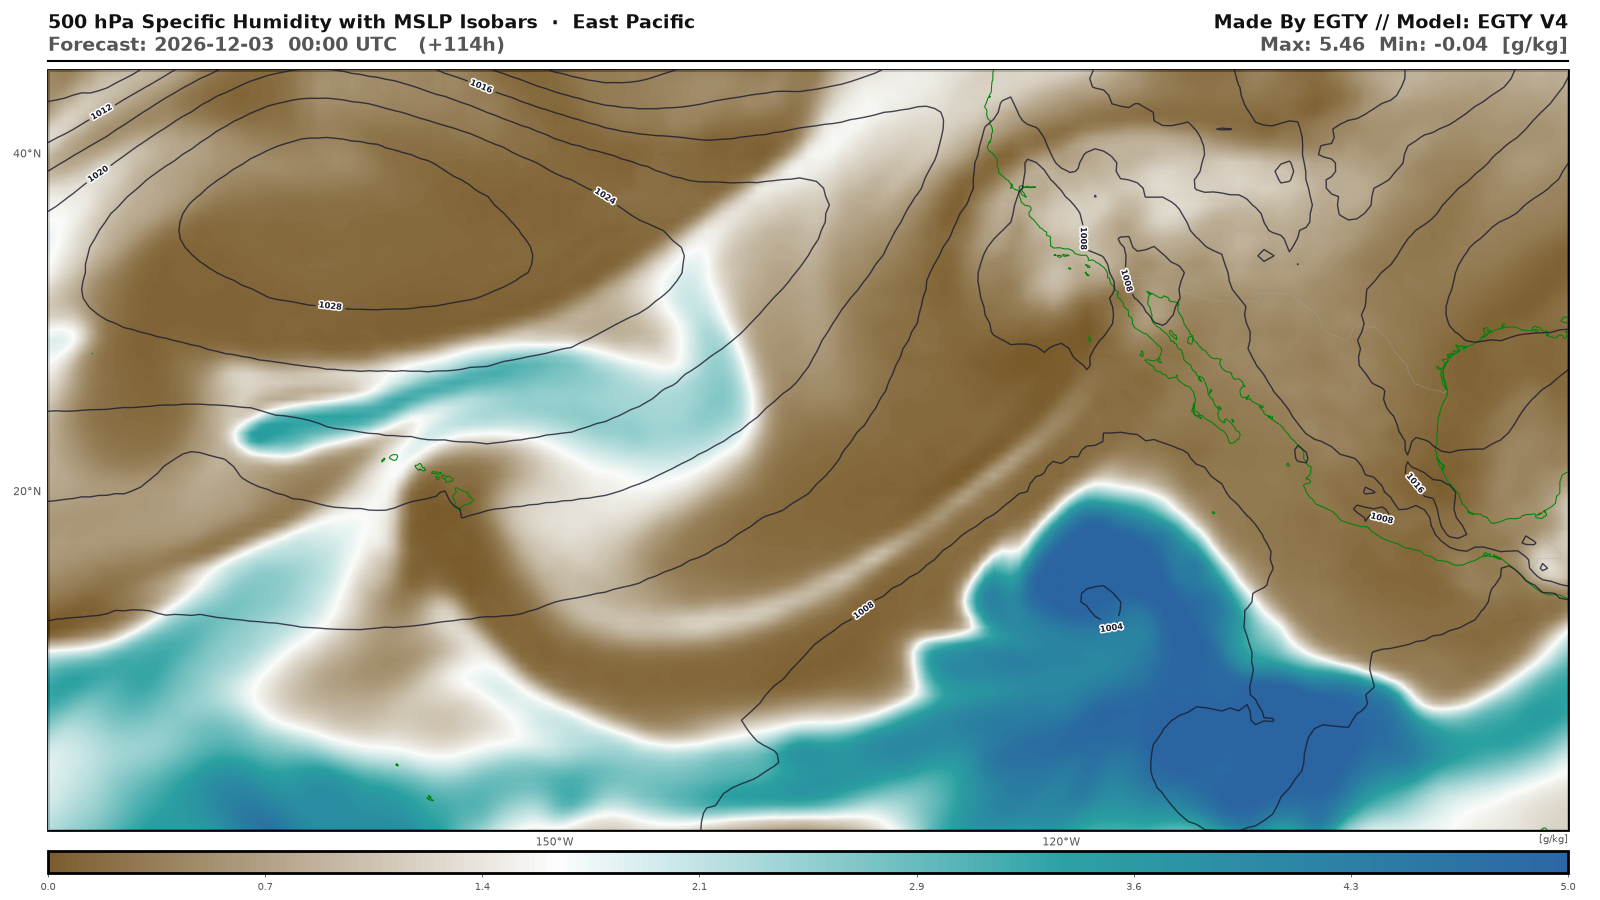 500 hPa Specific Humidity with MSLP Isobars · East Pacific
Made By EGTY // Model: EGTY V4
Forecast: 2026-12-03 00:00 UTC (+114h)
Max: 5.46 Min: -0.04 [g/kg]
1016
1012
40°N
1020
1024
1008
1008
1028
1016
20°N
1008
1008
1004
150°W
120°W
[g/kg]
0.0 0.7 1.4 2.1 2.9 3.6 4.3 5.0